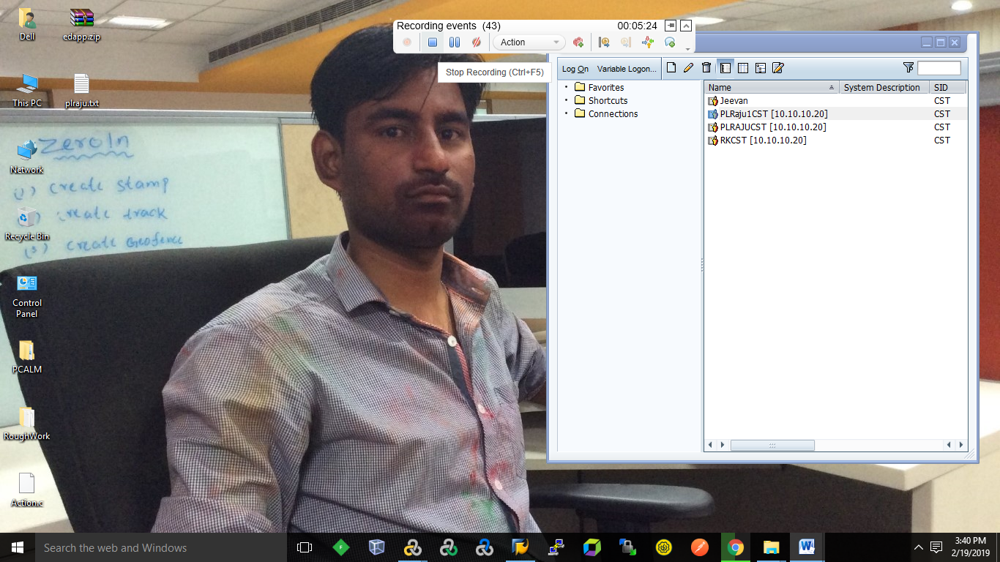 Recording events (43) 00:05:24
Action
Stop Recording (Ctrl+F5)
Log On Variable Logon...
Favorites
Shortcuts
Connections
Name System Description SID
Jeevan CST
PLRaju1CST [10.10.10.20] CST
PLRAJUCST [10.10.10.20] CST
RKCST [10.10.10.20] CST
Dell
edapp.zip
This PC
plraju.txt
Network
Recycle Bin
Control
Panel
PCALM
RoughWork
Action.c
ZeroIn
(1) create stamp
create track
(3) create Geofence
Search the web and Windows
3:40 PM
2/19/2019